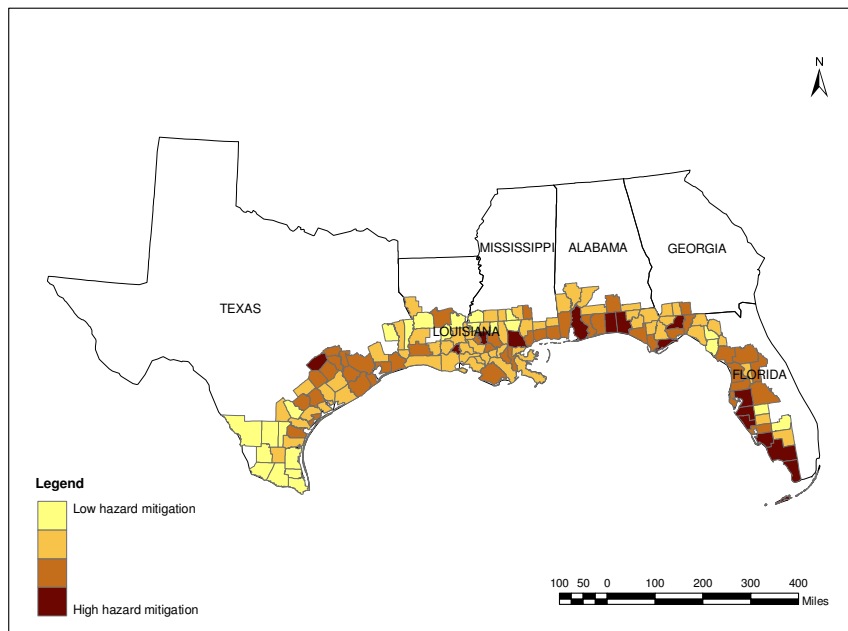 N
MISSISSIPPI
ALABAMA
GEORGIA
TEXAS
LOUISIANA
FLORIDA
Legend
Low hazard mitigation
High hazard mitigation
100 50 0 100 200 300 400
Miles